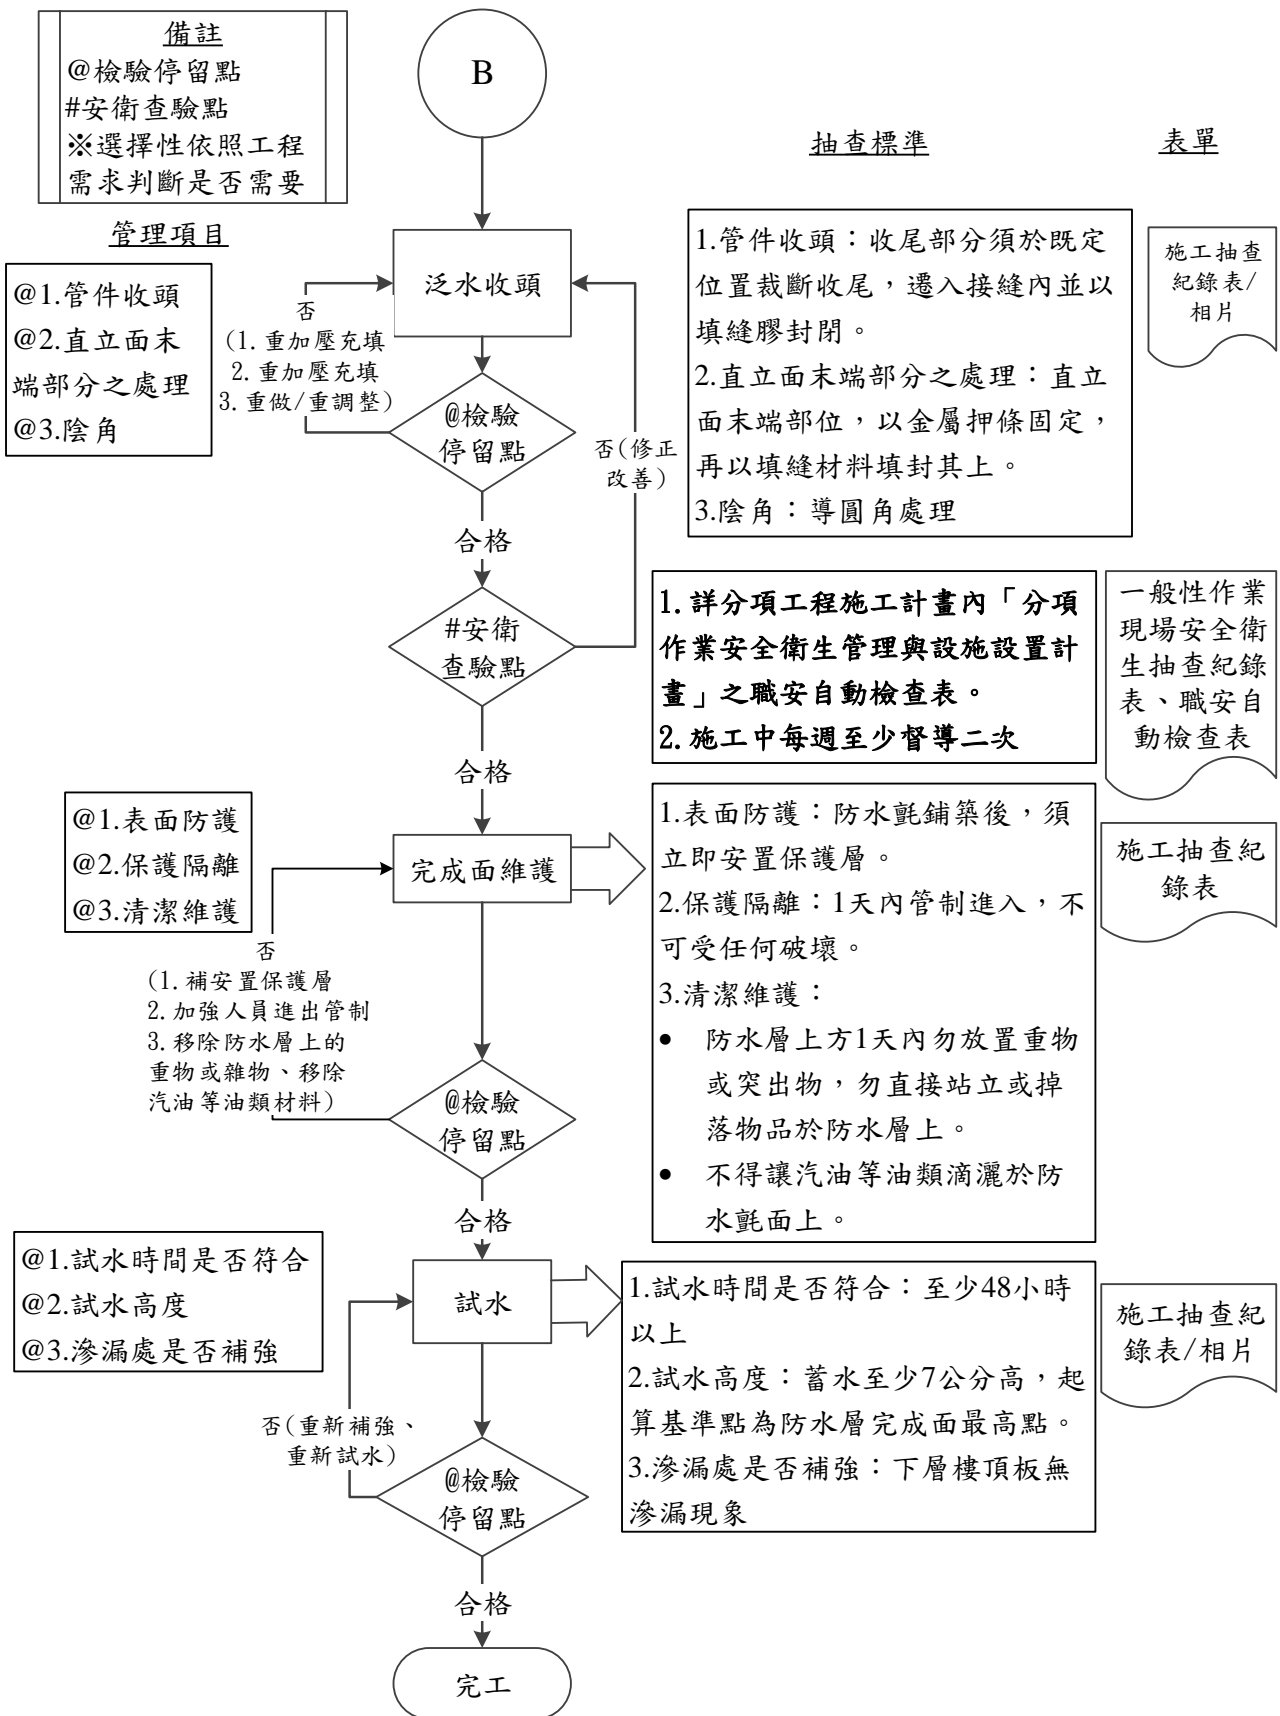 備註
@檢驗停留點
#安衛查驗點
※選擇性依照工程
需求判斷是否需要
B
抽查標準
表單
管理項目
@1.管件收頭
@2.直立面末
端部分之處理
@3.陰角
泛水收頭
否
(1.重加壓充填
2.重加壓充填
3.重做/重調整)
@檢驗
停留點
否(修正
改善)
1.管件收頭：收尾部分須於既定
位置裁斷收尾，遷入接縫內並以
填縫膠封閉。
2.直立面末端部分之處理：直立
面末端部位，以金屬押條固定，
再以填縫材料填封其上。
3.陰角：導圓角處理
施工抽查
紀錄表/
相片
合格
#安衛
查驗點
1.詳分項工程施工計畫內「分項
作業安全衛生管理與設施設置計
畫」之職安自動檢查表。
2.施工中每週至少督導二次
一般性作業
現場安全衛
生抽查紀錄
表、職安自
動檢查表
合格
@1.表面防護
@2.保護隔離
@3.清潔維護
完成面維護
1.表面防護：防水氈鋪築後，須
立即安置保護層。
2.保護隔離：1天內管制進入，不
可受任何破壞。
3.清潔維護：
• 防水層上方1天內勿放置重物
或突出物，勿直接站立或掉
落物品於防水層上。
• 不得讓汽油等油類滴灑於防
水氈面上。
施工抽查紀
錄表
否
(1.補安置保護層
2.加強人員進出管制
3.移除防水層上的
重物或雜物、移除
汽油等油類材料)
@檢驗
停留點
合格
@1.試水時間是否符合
@2.試水高度
@3.滲漏處是否補強
試水
1.試水時間是否符合：至少48小時
以上
2.試水高度：蓄水至少7公分高，起
算基準點為防水層完成面最高點。
3.滲漏處是否補強：下層樓頂板無
滲漏現象
施工抽查紀
錄表/相片
否(重新補強、
重新試水)
@檢驗
停留點
合格
完工